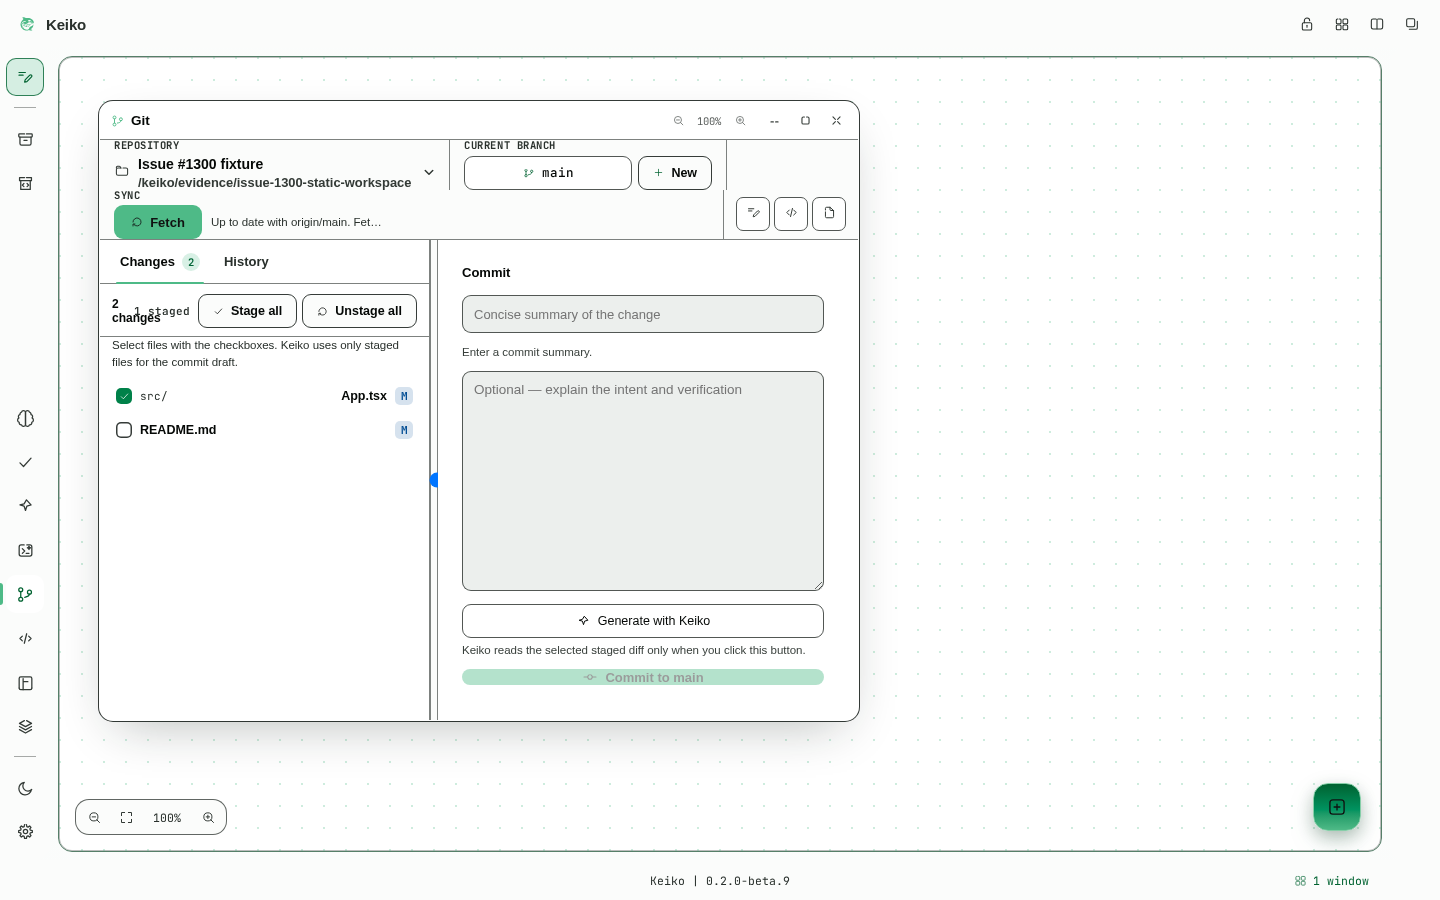 Keiko
Git
100%
REPOSITORY
Issue #1300 fixture
/keiko/evidence/issue-1300-static-workspace
CURRENT BRANCH
main
New
SYNC
Fetch
Up to date with origin/main. Fet…
Changes 2
History
2 changes
1 staged
Stage all
Unstage all
Select files with the checkboxes. Keiko uses only staged
files for the commit draft.
src/ App.tsx M
README.md M
Commit
Concise summary of the change
Enter a commit summary.
Optional — explain the intent and verification
Generate with Keiko
Keiko reads the selected staged diff only when you click this button.
Commit to main
100%
Keiko | 0.2.0-beta.9
1 window